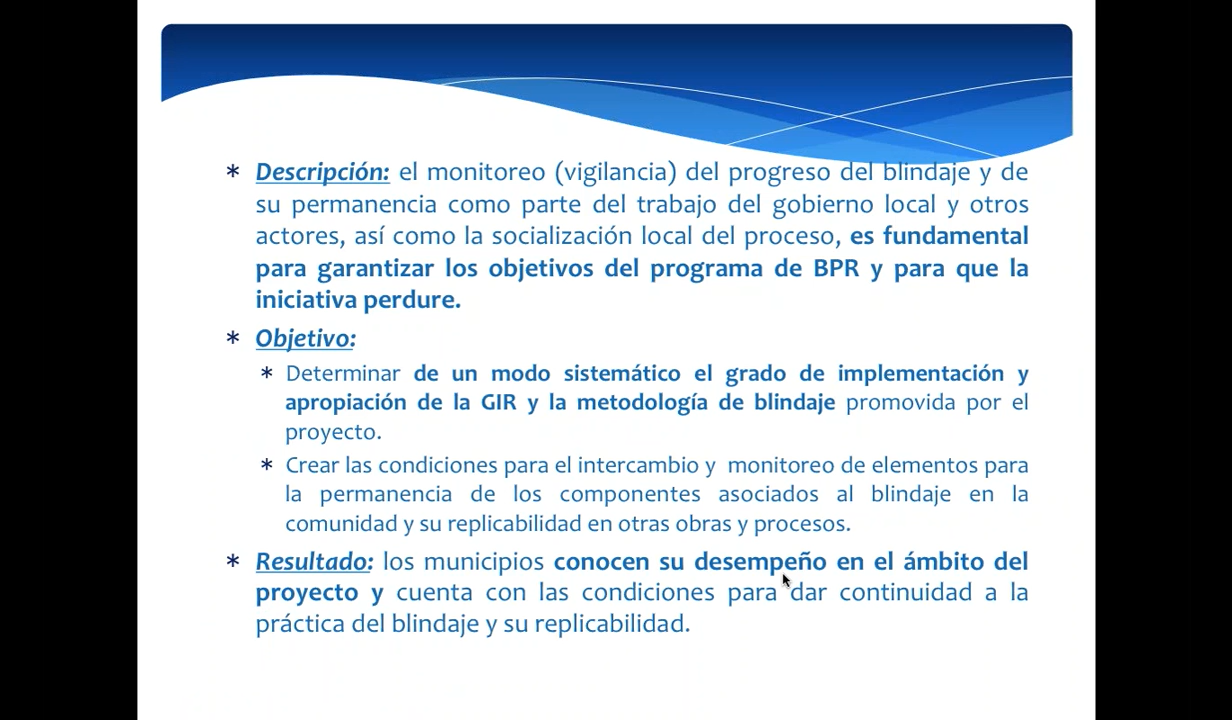 * Descripción: el monitoreo (vigilancia) del progreso del blindaje y de
su permanencia como parte del trabajo del gobierno local y otros
actores, así como la socialización local del proceso, es fundamental
para garantizar los objetivos del programa de BPR y para que la
iniciativa perdure.
* Objetivo:
* Determinar de un modo sistemático el grado de implementación y
apropiación de la GIR y la metodología de blindaje promovida por el
proyecto.
* Crear las condiciones para el intercambio y monitoreo de elementos para
la permanencia de los componentes asociados al blindaje en la
comunidad y su replicabilidad en otras obras y procesos.
* Resultado: los municipios conocen su desempeño en el ámbito del
proyecto y cuenta con las condiciones para dar continuidad a la
práctica del blindaje y su replicabilidad.